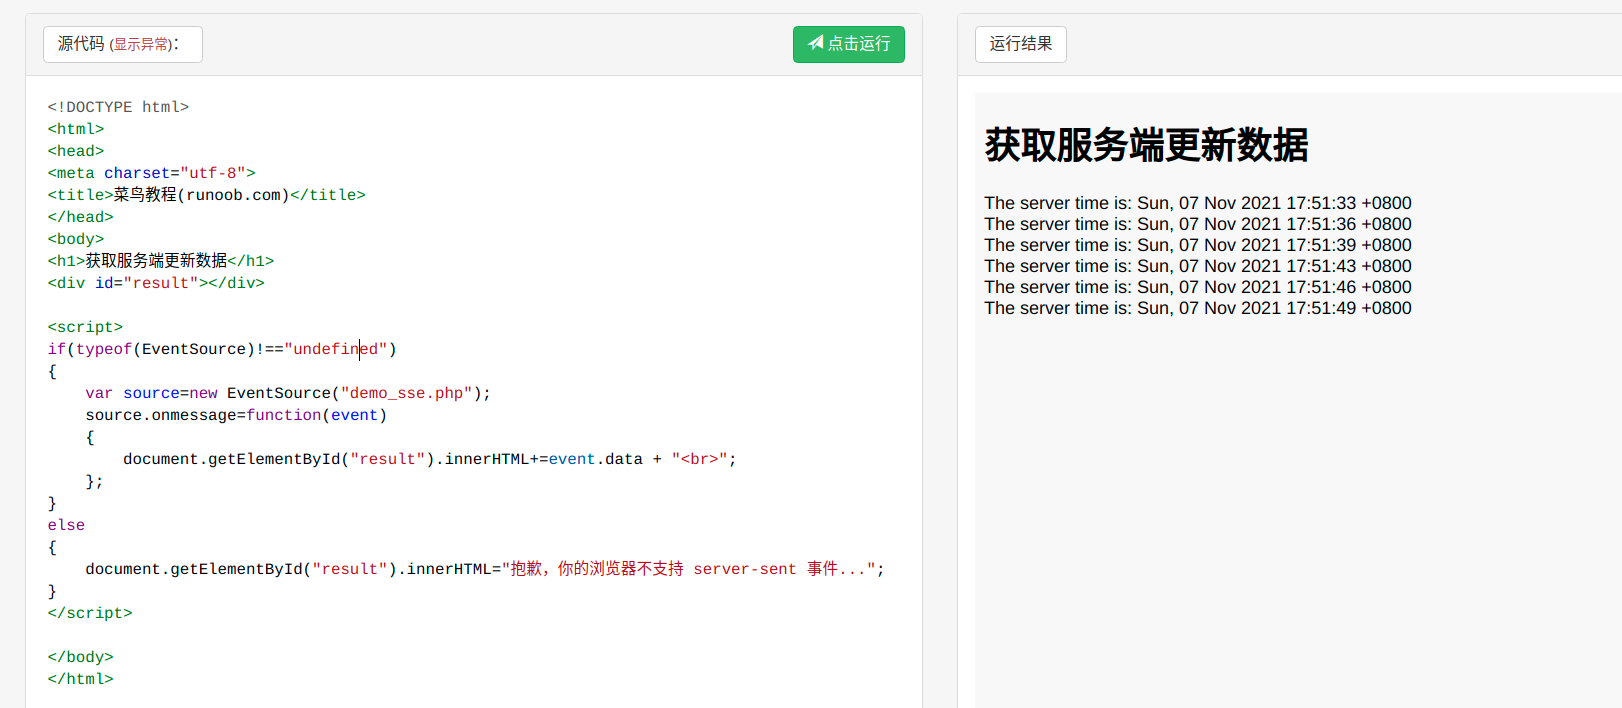 源代码 (显示异常)：
点击运行
<!DOCTYPE html>
<html>
<head>
<meta charset="utf-8">
<title>菜鸟教程(runoob.com)</title>
</head>
<body>
<h1>获取服务端更新数据</h1>
<div id="result"></div>
<script>
if(typeof(EventSource)!=="undefined")
{
    var source=new EventSource("demo_sse.php");
    source.onmessage=function(event)
    {
        document.getElementById("result").innerHTML+=event.data + "<br>";
    };
}
else
{
    document.getElementById("result").innerHTML="抱歉，你的浏览器不支持 server-sent 事件...";
}
</script>
</body>
</html>
运行结果
获取服务端更新数据
The server time is: Sun, 07 Nov 2021 17:51:33 +0800
The server time is: Sun, 07 Nov 2021 17:51:36 +0800
The server time is: Sun, 07 Nov 2021 17:51:39 +0800
The server time is: Sun, 07 Nov 2021 17:51:43 +0800
The server time is: Sun, 07 Nov 2021 17:51:46 +0800
The server time is: Sun, 07 Nov 2021 17:51:49 +0800